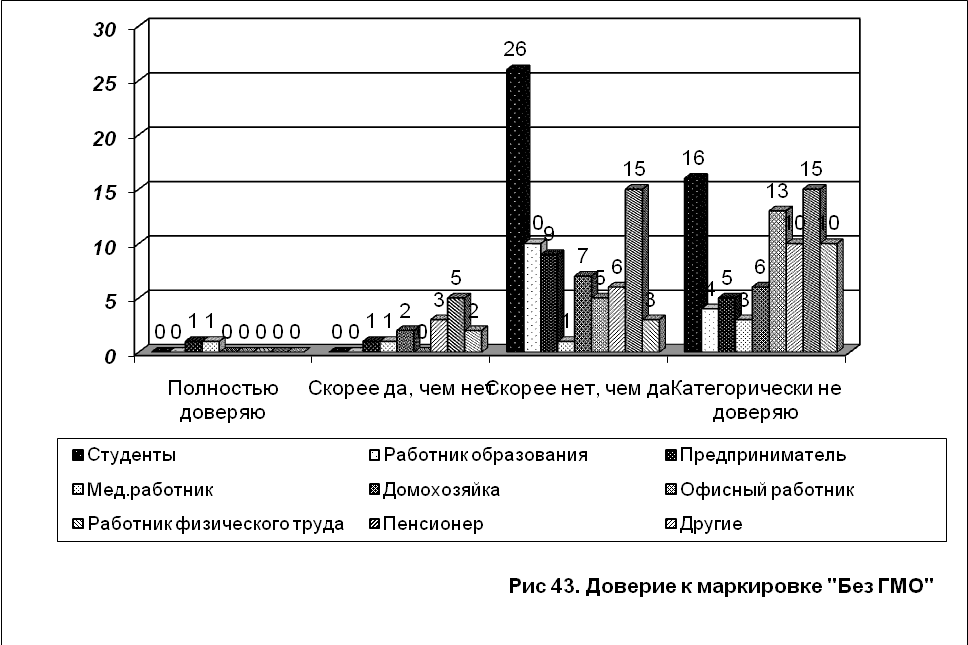 30
25
20
15
10
5
0
0 0 1 1 0 0 0 0 0
0 0 1 1 2 0 3 5 2
26 0 9 1 7 5 6 15 3
16 4 5 3 6 13 10 15 10
Полностью доверяю
Скорее да, чем нет
Скорее нет, чем да
Категорически не доверяю
Студенты
Работник образования
Предприниматель
Мед.работник
Домохозяйка
Офисный работник
Работник физического труда
Пенсионер
Другие
Рис 43. Доверие к маркировке "Без ГМО"